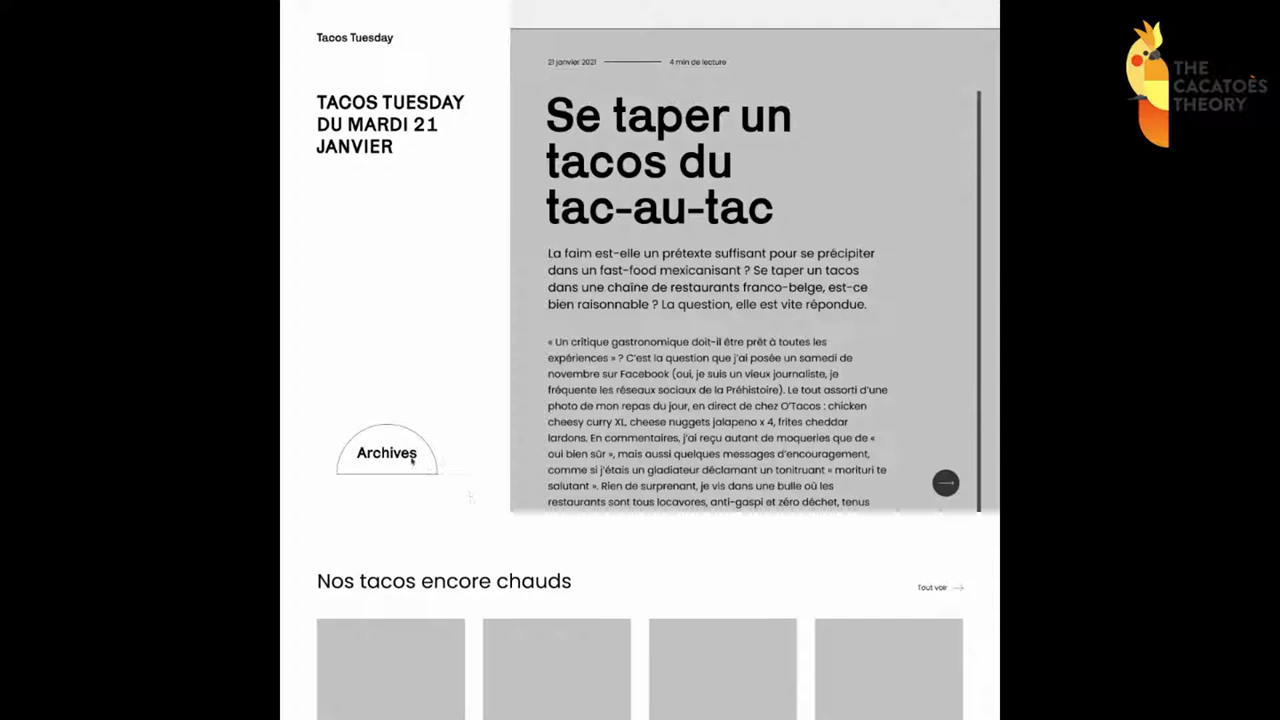 Tacos Tuesday
TACOS TUESDAY
DU MARDI 21
JANVIER
Archives
21 janvier 2021
4 min de lecture
Se taper un
tacos du
tac-au-tac
La faim est-elle un prétexte suffisant pour se précipiter
dans un fast-food mexicanisant ? Se taper un tacos
dans une chaîne de restaurants franco-belge, est-ce
bien raisonnable ? La question, elle est vite répondue.
« Un critique gastronomique doit-il être prêt à toutes les
expériences » ? C'est la question que j'ai posée un samedi de
novembre sur Facebook (oui, je suis un vieux journaliste, je
fréquente les réseaux sociaux de la Préhistoire). Le tout assorti d'une
photo de mon repas du jour, en direct de chez O'Tacos : chicken
cheesy curry XL, cheese nuggets jalapeno x 4, frites cheddar
lardons. En commentaires, j'ai reçu autant de moqueries que de «
oui bien sûr », mais aussi quelques messages d'encouragement,
comme si j'étais un gladiateur déclamant un tonitruant « morituri te
salutant ». Rien de surprenant, je vis dans une bulle où les
restaurants sont tous locavores, anti-gaspi et zéro déchet, tenus
Nos tacos encore chauds
Tout voir
THE
CACATOÈS
THEORY